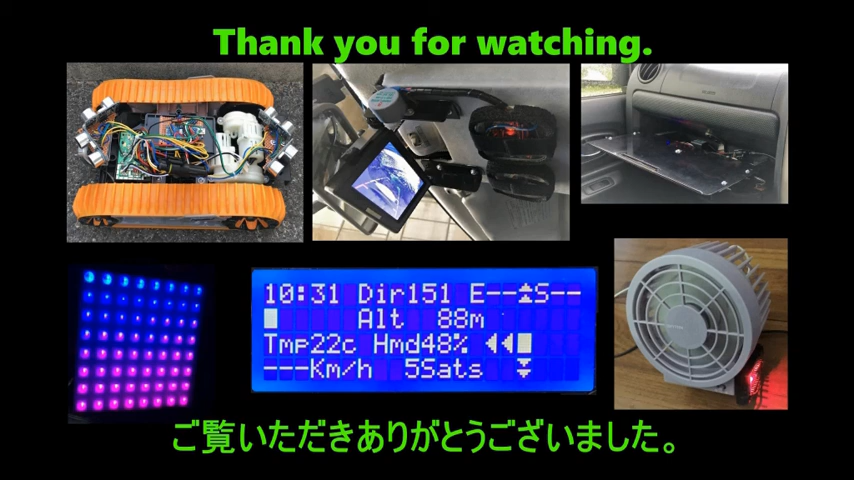 Thank you for watching.
10:31 Dir151 E--S--
Alt 88m
Tmp22c Hmd48%
---Km/h 5Sats
ご覧いただきありがとうございました。